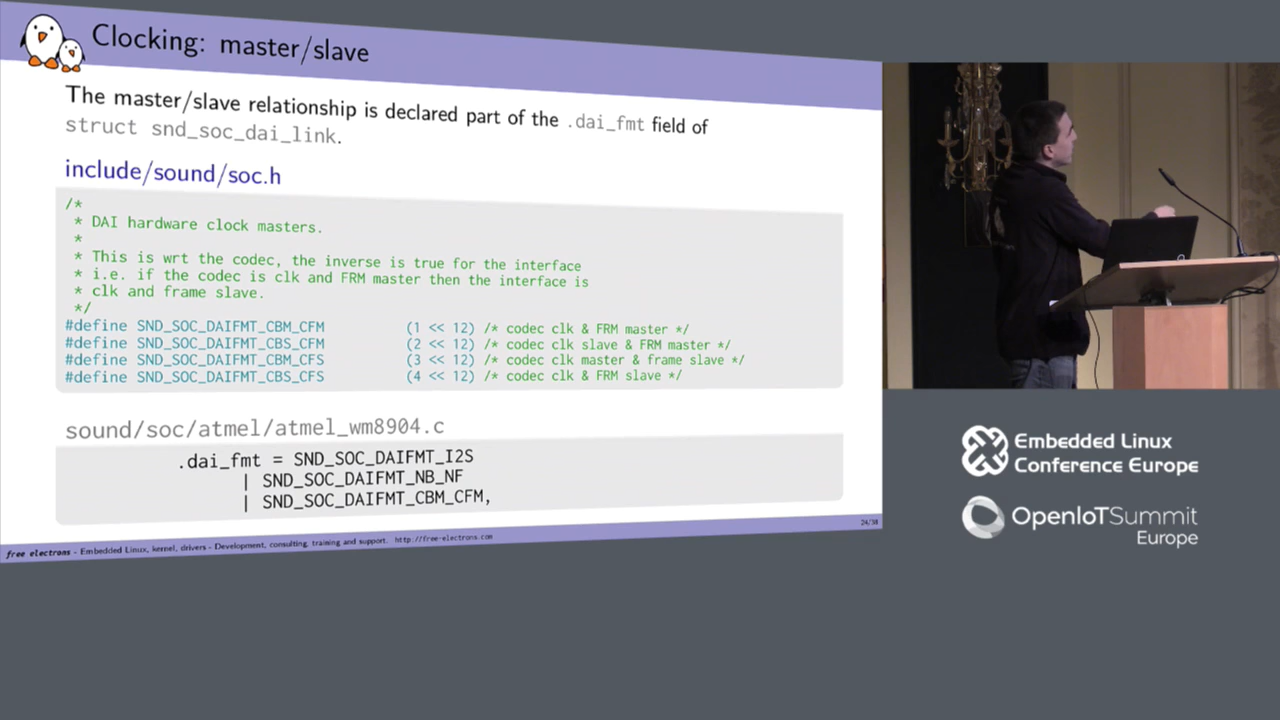 Clocking: master/slave
The master/slave relationship is declared part of the .dai_fmt field of
struct snd_soc_dai_link.
include/sound/soc.h
/*
 * DAI hardware clock masters.
 *
 * This is wrt the codec, the inverse is true for the interface
 * i.e. if the codec is clk and FRM master then the interface is
 * clk and frame slave.
 */
#define SND_SOC_DAIFMT_CBM_CFM (1 << 12) /* codec clk & FRM master */
#define SND_SOC_DAIFMT_CBS_CFM (2 << 12) /* codec clk slave & FRM master */
#define SND_SOC_DAIFMT_CBM_CFS (3 << 12) /* codec clk master & frame slave */
#define SND_SOC_DAIFMT_CBS_CFS (4 << 12) /* codec clk & FRM slave */
sound/soc/atmel/atmel_wm8904.c
.dai_fmt = SND_SOC_DAIFMT_I2S
| SND_SOC_DAIFMT_NB_NF
| SND_SOC_DAIFMT_CBM_CFM,
24/38
free electrons - Embedded Linux, kernel, drivers - Development, consulting, training and support. http://free-electrons.com
Embedded Linux
Conference Europe
OpenIoTSummit
Europe